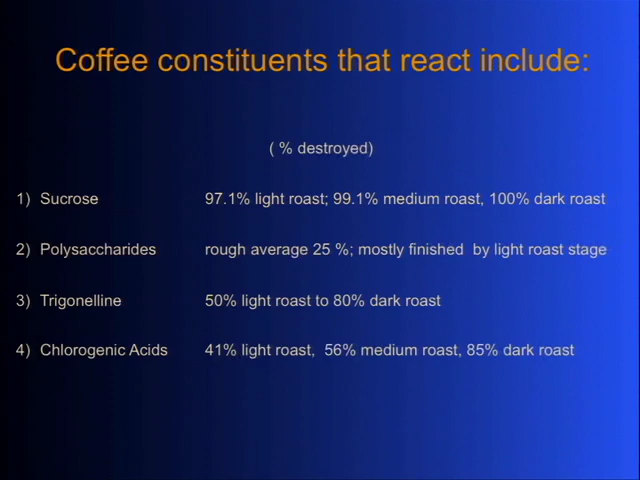 Coffee constituents that react include:
( % destroyed)
1) Sucrose 97.1% light roast; 99.1% medium roast, 100% dark roast
2) Polysaccharides rough average 25 %; mostly finished by light roast stage
3) Trigonelline 50% light roast to 80% dark roast
4) Chlorogenic Acids 41% light roast, 56% medium roast, 85% dark roast